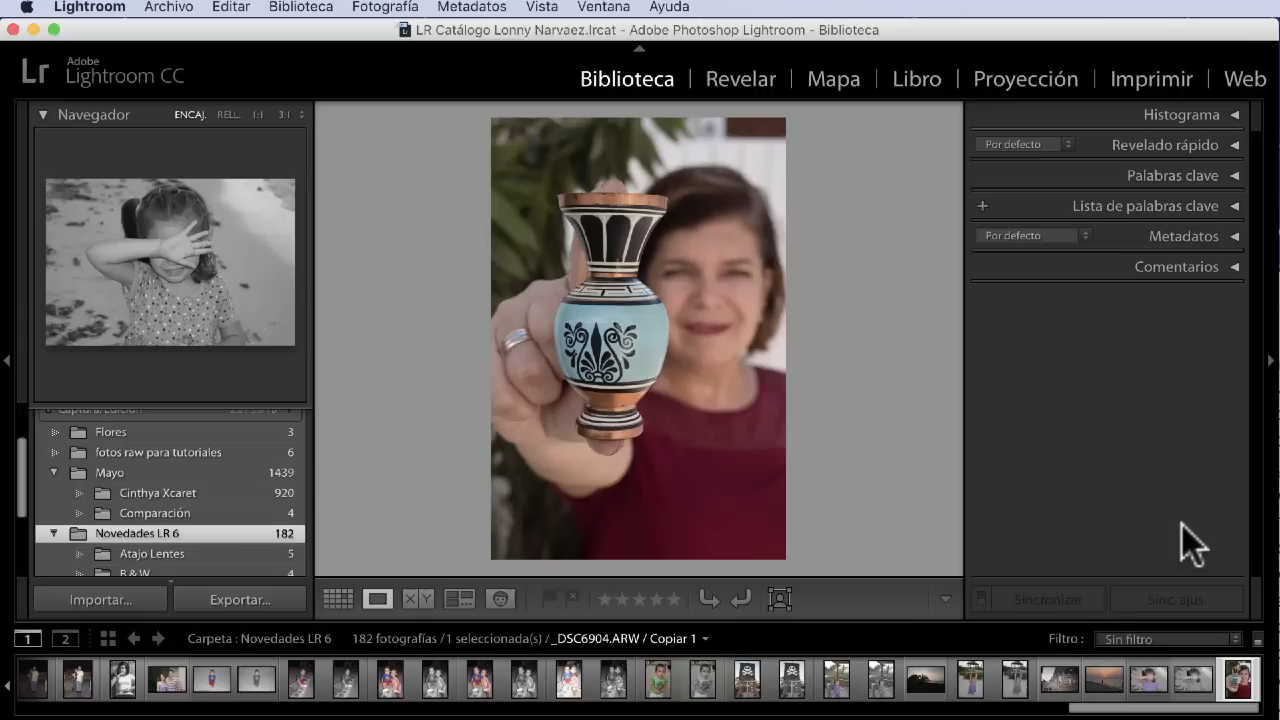 Lightroom Archivo Editar Biblioteca Fotografía Metadatos Vista Ventana Ayuda
LR Catálogo Lonny Narvaez.lrcat - Adobe Photoshop Lightroom - Biblioteca
Lr Adobe
Lightroom CC
Biblioteca | Revelar | Mapa | Libro | Proyección | Imprimir | Web
Navegador ENCAJ. RELL. 1:1 3:1
Histograma
Por defecto Revelado rápido
Palabras clave
+ Lista de palabras clave
Por defecto Metadatos
Comentarios
Captura/Edición
Flores 3
fotos raw para tutoriales 6
Mayo 1439
Cinthya Xcaret 920
Comparación 4
Novedades LR 6 182
Atajo Lentes 5
B & W 4
Importar... Exportar...
X Y
Sincronizar Sinc. ajus.
1 2 Carpeta : Novedades LR 6 182 fotografías /1 seleccionada(s) / _DSC6904.ARW / Copiar 1
Filtro : Sin filtro